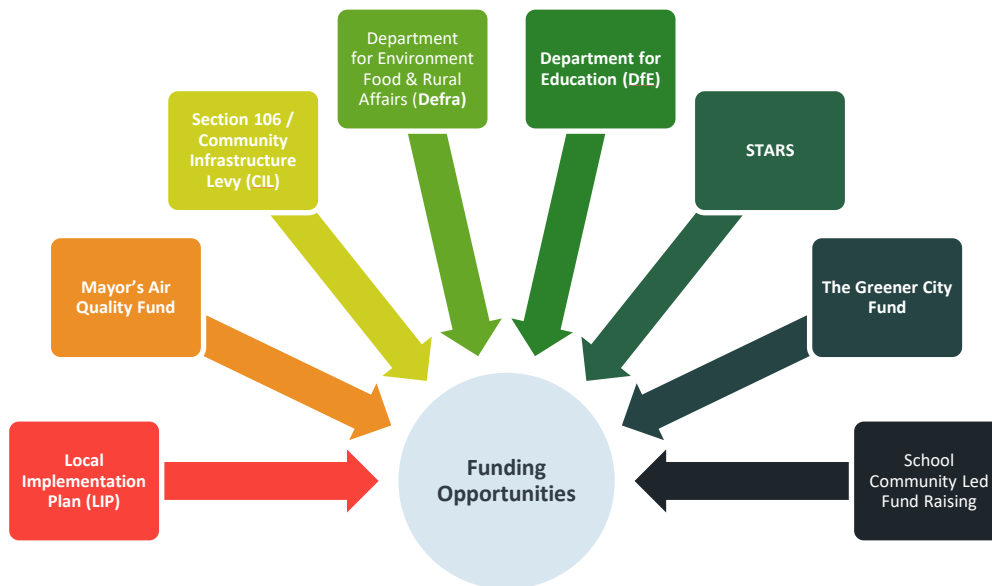 Department
for Environment
Food & Rural
Affairs (Defra)
Department for
Education (DfE)
Section 106 /
Community
Infrastructure
Levy (CIL)
STARS
Mayor's Air
Quality Fund
The Greener City
Fund
Local
Implementation
Plan (LIP)
Funding
Opportunities
School
Community Led
Fund Raising